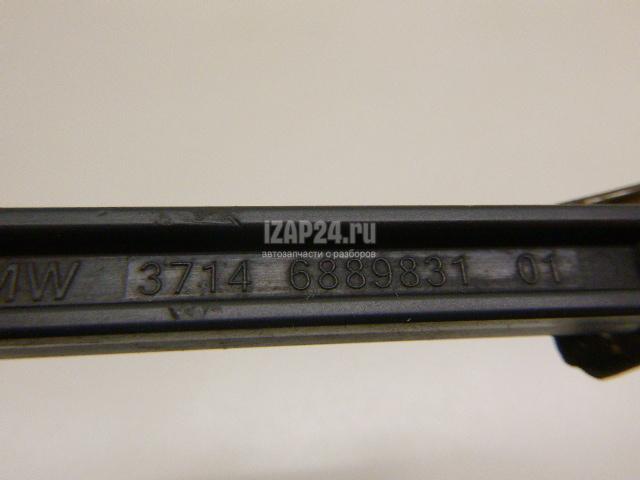 IZAP24.ru
автозапчасти с разборов
MW 3714 6889831 01